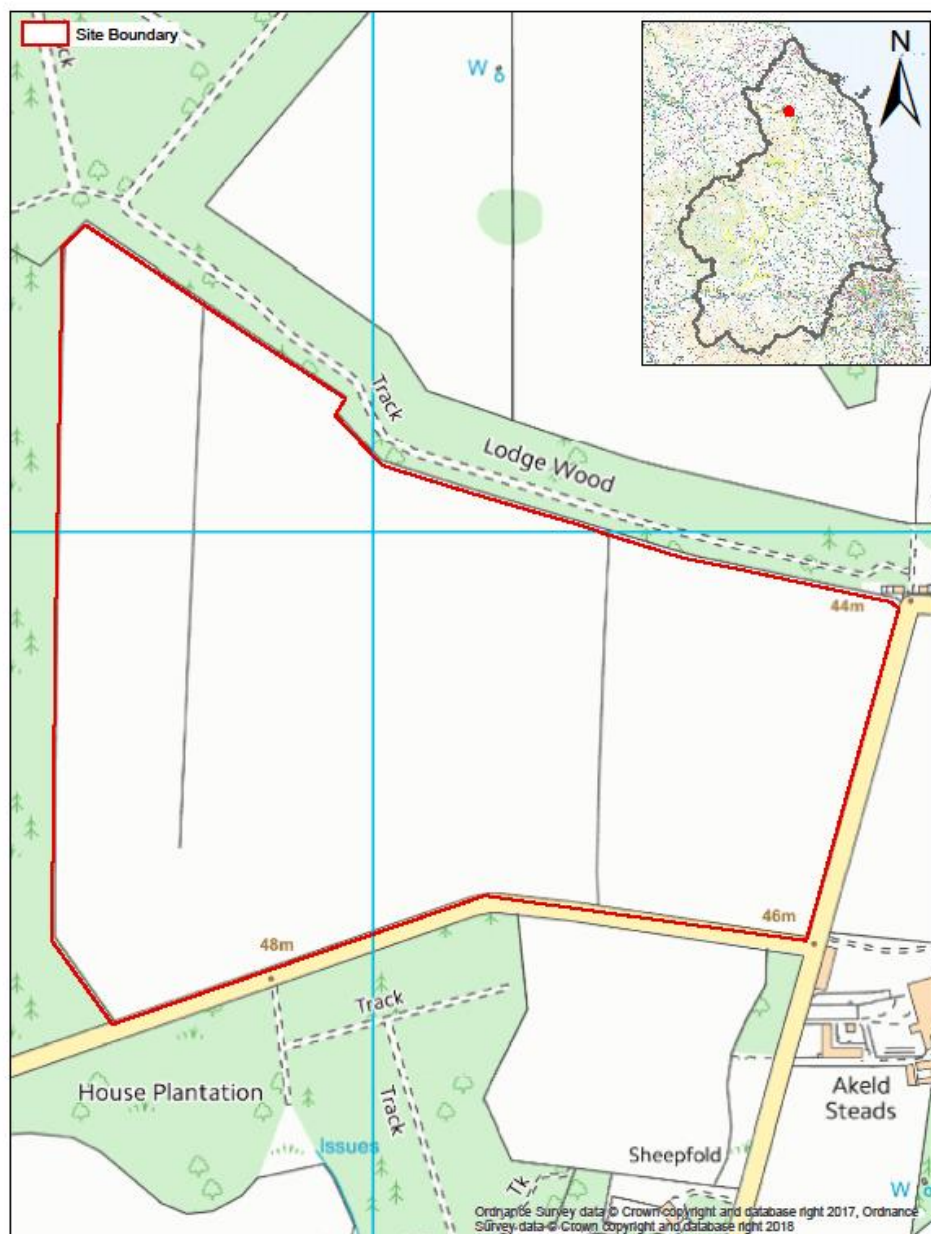 Site Boundary
Track
W
N
Track
Lodge Wood
44m
46m
48m
Track
House Plantation
Track
Akeld
Steads
Issues
Sheepfold
Tk
W
Ordnance Survey data © Crown copyright and database right 2017, Ordnance
Survey data © Crown copyright and database right 2018